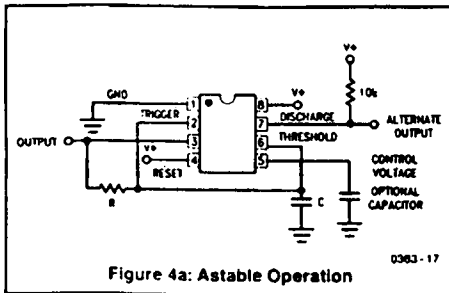 V+
10k
GND
1
8
V+
TRIGGER
2
7
DISCHARGE
ALTERNATE
OUTPUT
OUTPUT
3
6
THRESHOLD
V+
4
5
CONTROL
VOLTAGE
RESET
OPTIONAL
CAPACITOR
R
C
0363-17
Figure 4a: Astable Operation